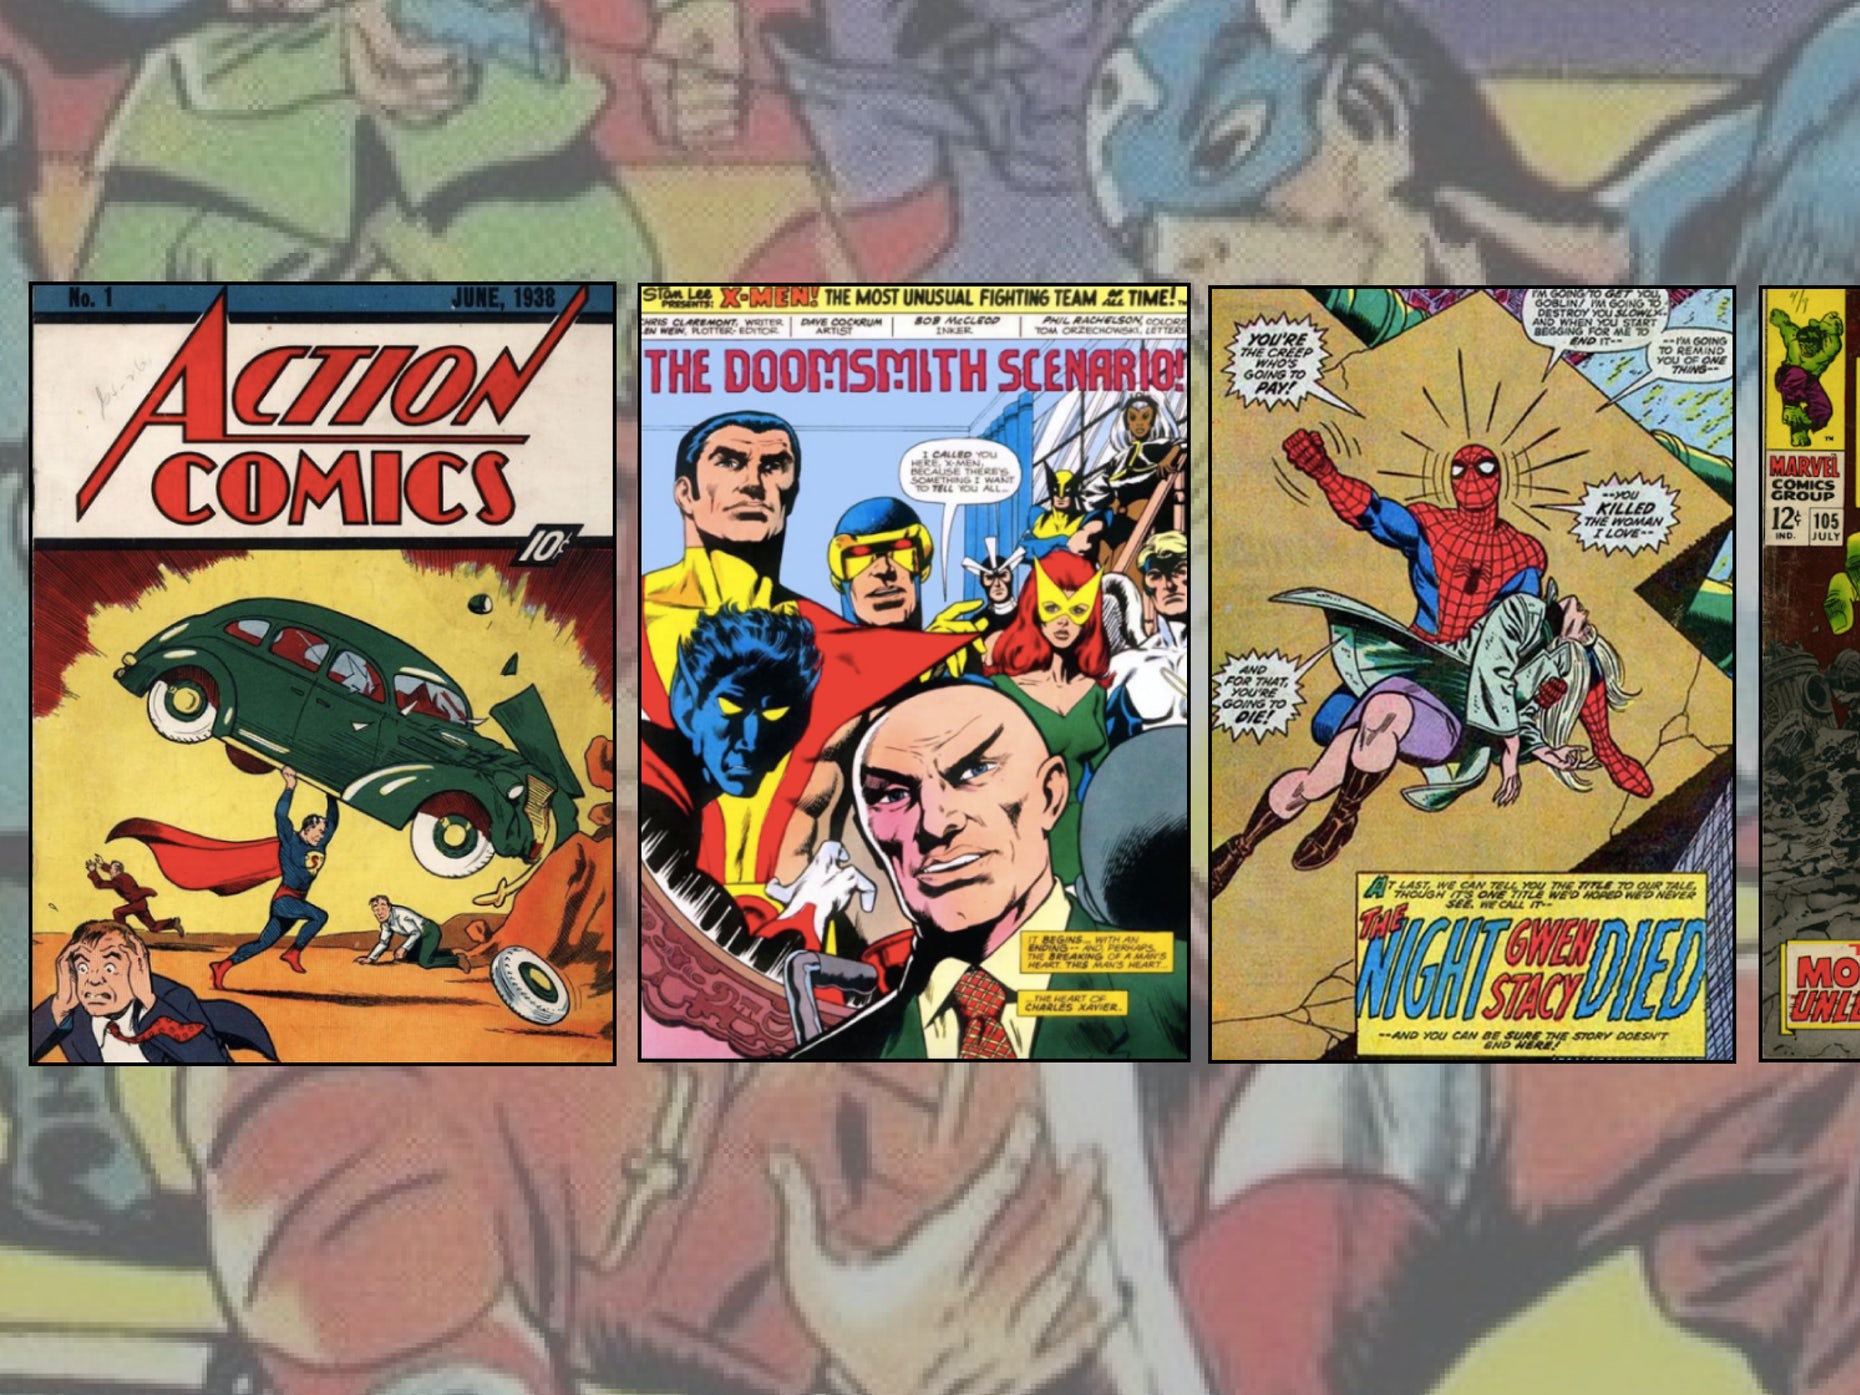 No. 1
JUNE, 1938
ACTION
COMICS
10¢
Stan Lee
PRESENTS:
X-MEN! THE MOST UNUSUAL FIGHTING TEAM OF ALL TIME!
HRIS CLAREMONT, WRITER
EN WEIN, PLOTTER-EDITOR
DAVE COCKRUM
ARTIST
BOB McLEOD
INKER
PHIL RACHELSON, COLORE
TOM ORZECHOWSKI, LETTERE
THE DOOMSMITH SCENARIO!
I CALLED YOU
HERE, X-MEN,
BECAUSE THERE'S
SOMETHING I WANT
TO TELL YOU ALL...
IT BEGINS... WITH AN
ENDING-- AND, PERHAPS,
THE BREAKING OF A MAN'S
HEART. THIS MAN'S HEART...
...THE HEART OF
CHARLES XAVIER.
YOU'RE
THE CREEP
WHO'S
GOING TO
PAY!
I'M GOING TO GET YOU,
GOBLIN! I'M GOING TO
DESTROY YOU SLOWLY--
AND WHEN YOU START
BEGGING FOR ME TO
END IT--
--I'M GOING
TO REMIND
YOU OF ONE
THING--
--YOU
KILLED
THE WOMAN
I LOVE--
AND
FOR THAT,
YOU'RE
GOING TO
DIE!
AT LAST, WE CAN TELL YOU THE TITLE TO OUR TALE,
THOUGH IT'S ONE TITLE WE'D HOPED WE'D NEVER
SEE. WE CALL IT--
THE
NIGHT GWEN STACY DIED
--AND YOU CAN BE SURE THE STORY DOESN'T
END HERE!
TM
MARVEL
COMICS
GROUP
12¢
IND.
105
JULY
MO
UNLE